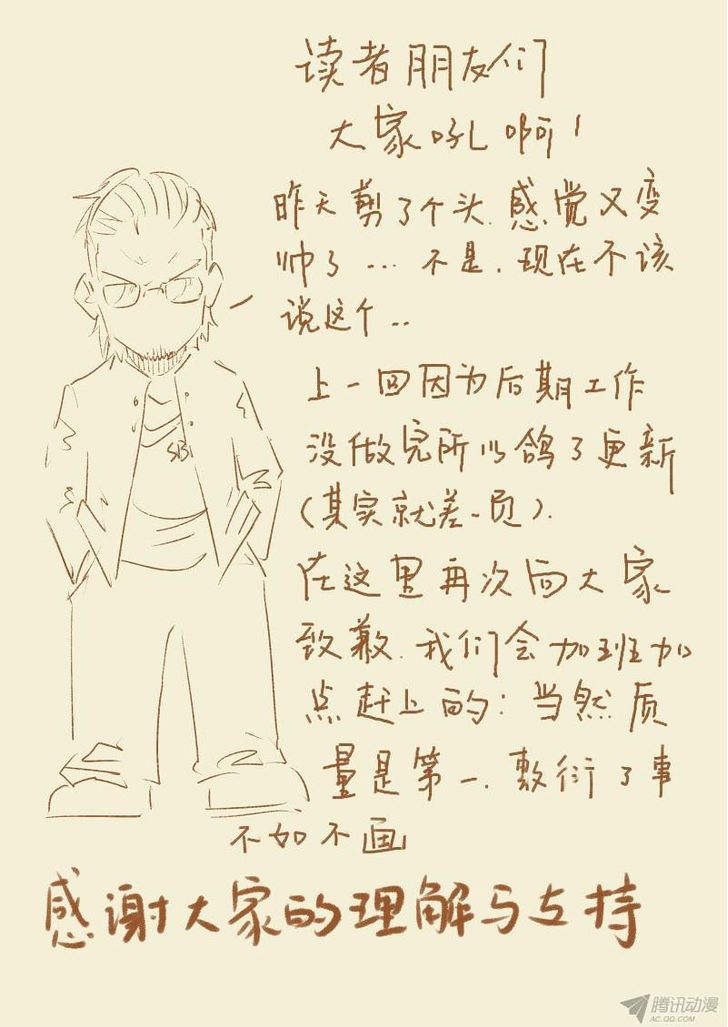 读者朋友们
大家吼啊!
昨天剪了个头.感觉又变
帅了...不是.现在不该
说这个..
上一回因为后期工作
没做完所以鸽了更新
(其实就差一页).
在这里再次向大家
致歉.我们会加班加
点赶上的:当然质
量是第一.敷衍了事
不如不画
感谢大家的理解与支持
SB
腾讯动漫
AC.QQ.COM